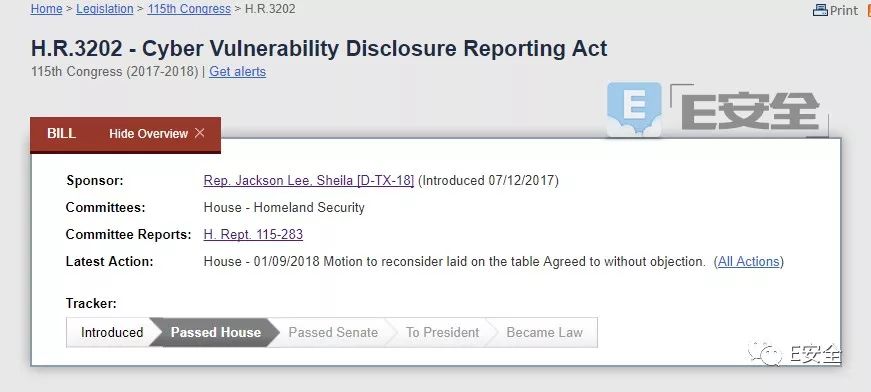 Home > Legislation > 115th Congress > H.R.3202
Print
H.R.3202 - Cyber Vulnerability Disclosure Reporting Act
115th Congress (2017-2018) | Get alerts
E
E安全
BILL Hide Overview ×
Sponsor: Rep. Jackson Lee, Sheila [D-TX-18] (Introduced 07/12/2017)
Committees: House - Homeland Security
Committee Reports: H. Rept. 115-283
Latest Action: House - 01/09/2018 Motion to reconsider laid on the table Agreed to without objection. (All Actions)
Tracker:
Introduced Passed House Passed Senate To President Became Law
E安全